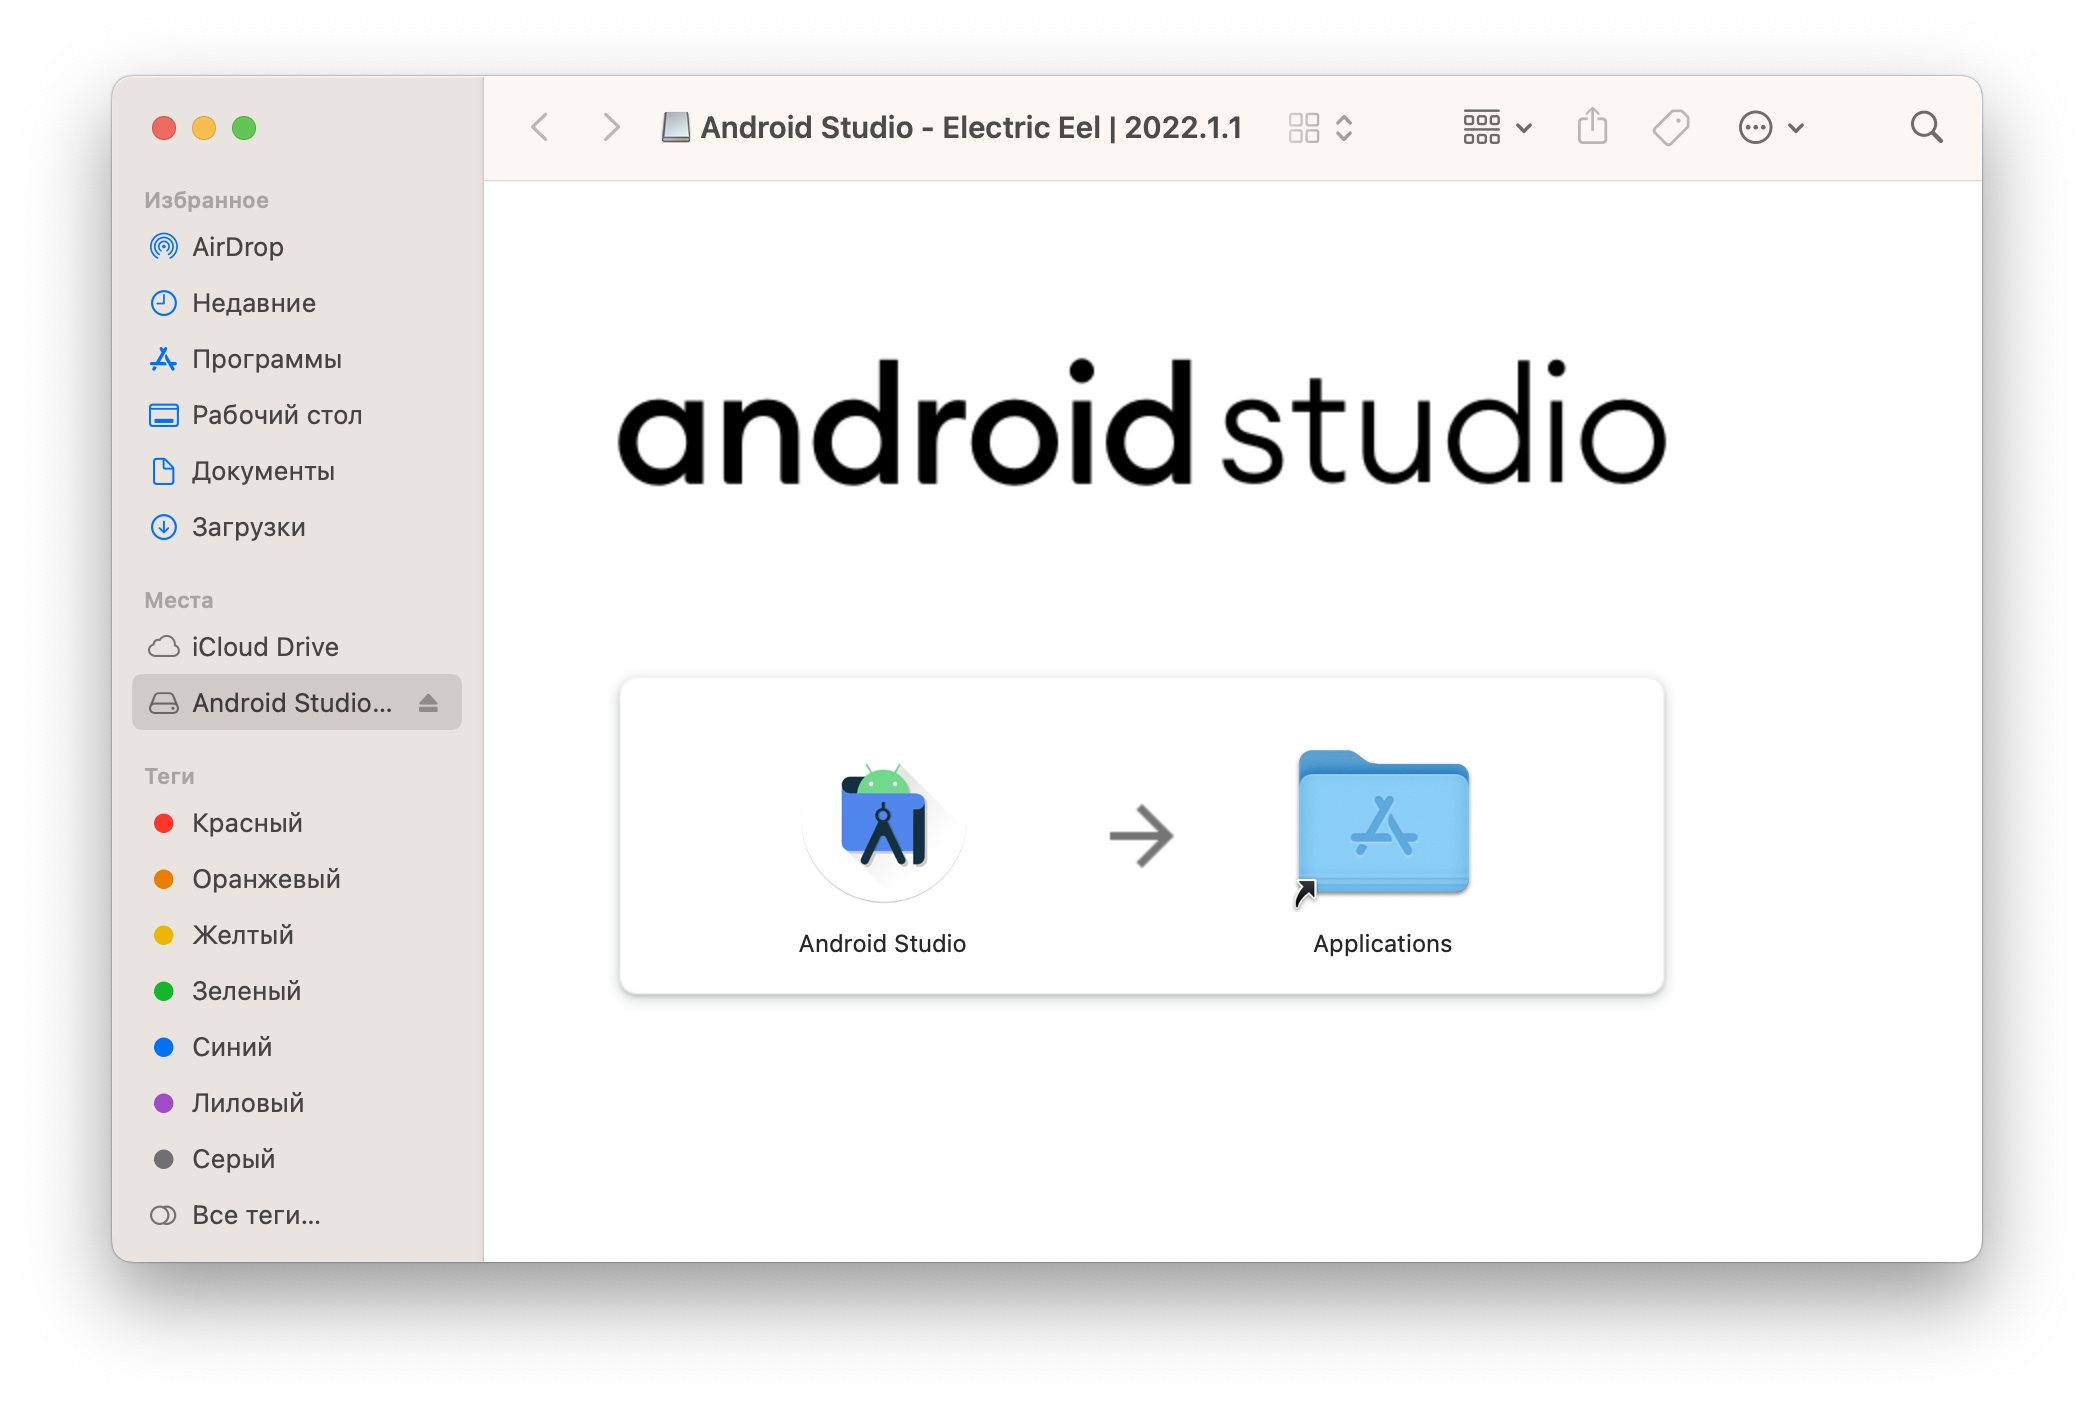 Избранное
AirDrop
Недавние
Программы
Рабочий стол
Документы
Загрузки
Места
iCloud Drive
Android Studio...
Теги
Красный
Оранжевый
Желтый
Зеленый
Синий
Лиловый
Серый
Все теги...
Android Studio - Electric Eel | 2022.1.1
android studio
Android Studio
Applications